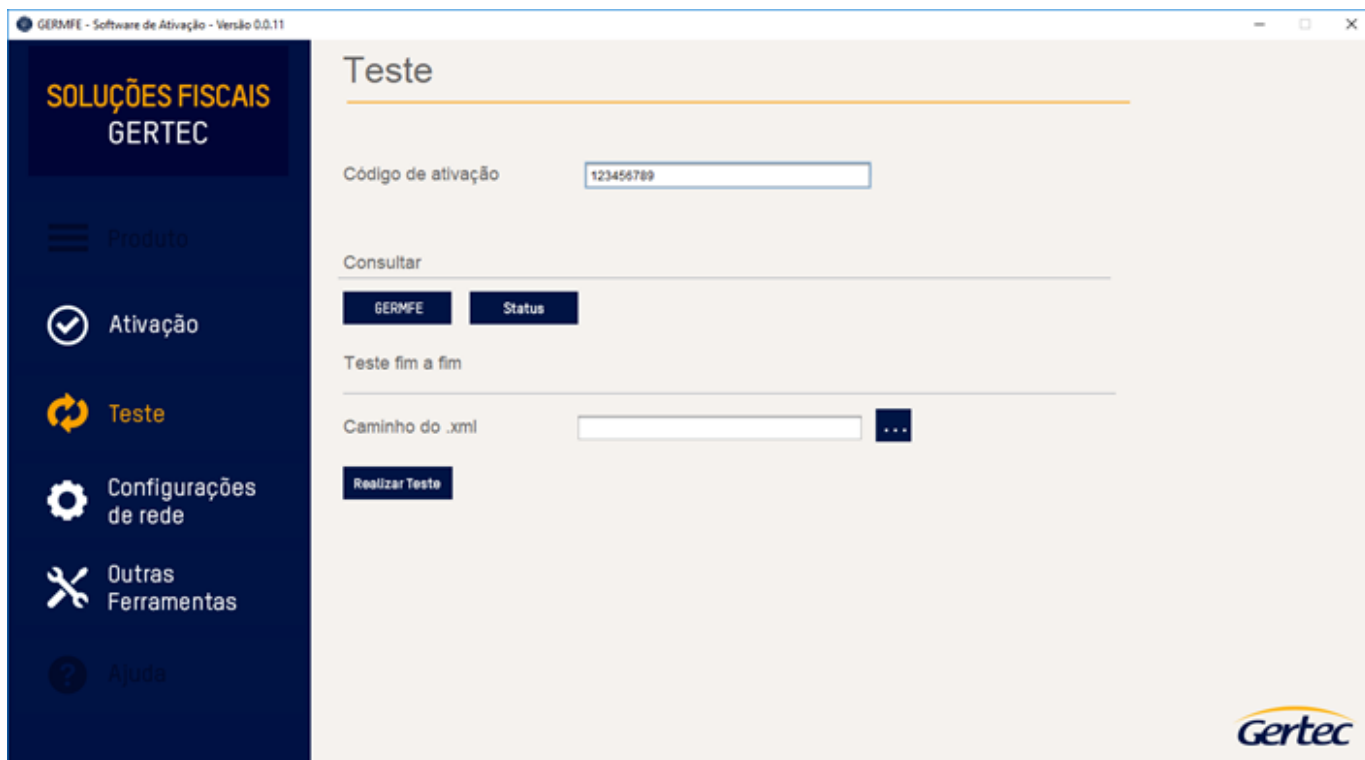 GERMFE - Software de Ativação - Versão 0.0.11
SOLUÇÕES FISCAIS
GERTEC
Produto
Ativação
Teste
Configurações
de rede
Outras
Ferramentas
Ajuda
Teste
Código de ativação
123456789
Consultar
GERMFE
Status
Teste fim a fim
Caminho do .xml
...
Realizar Teste
Gertec